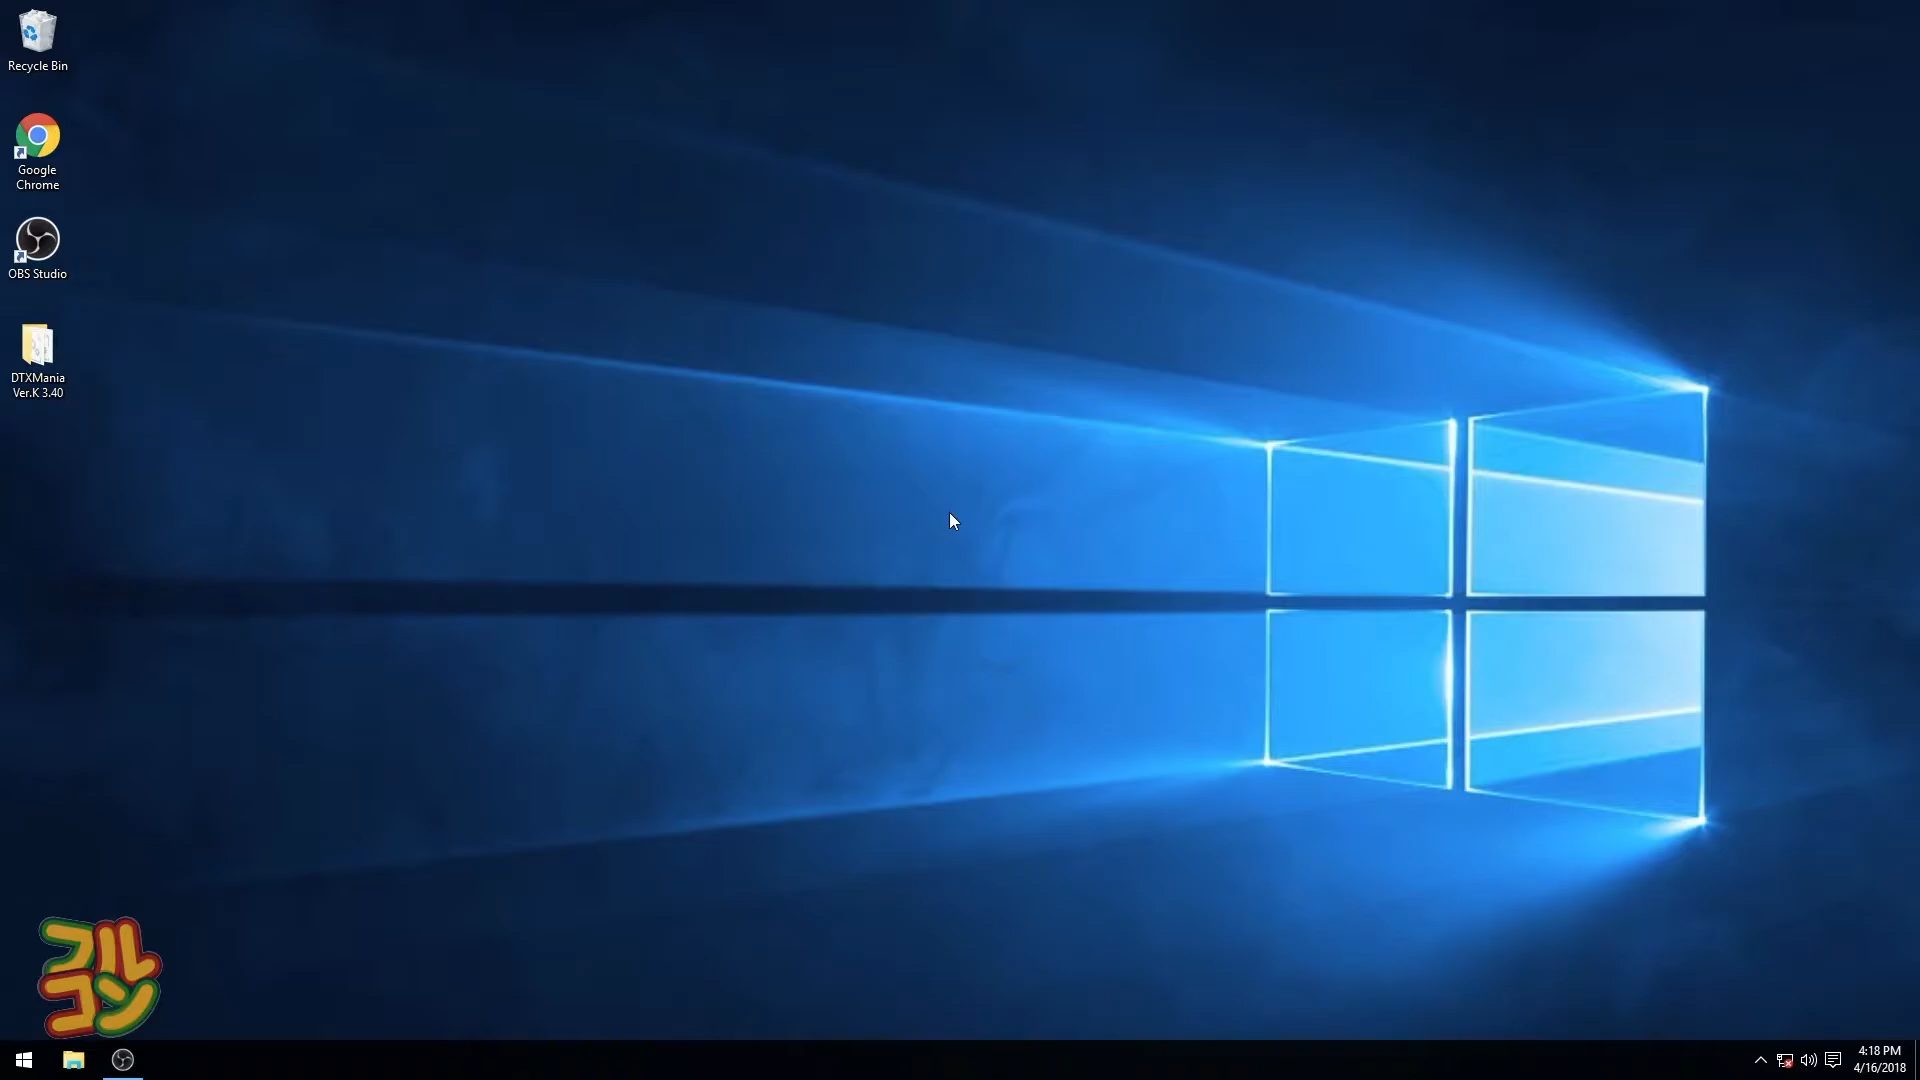 Recycle Bin
Google
Chrome
OBS Studio
DTXMania
Ver.K 3.40
フル
コン
4:18 PM
4/16/2018